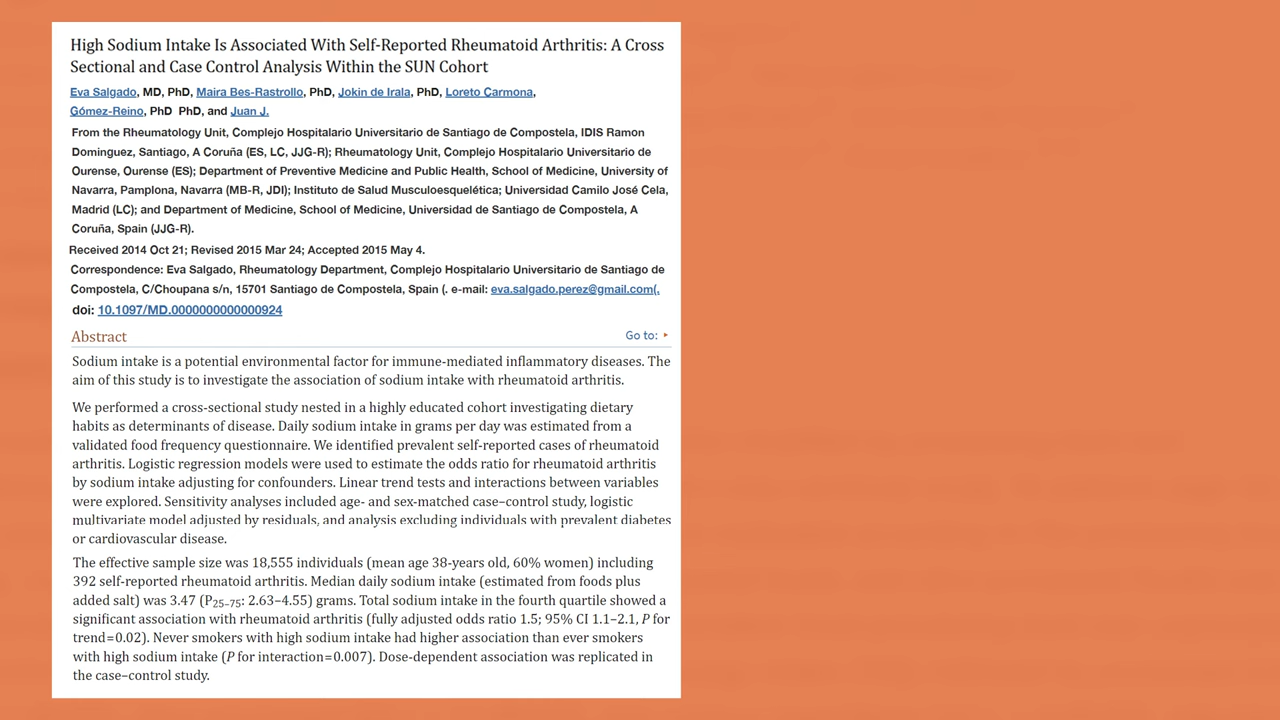 High Sodium Intake Is Associated With Self-Reported Rheumatoid Arthritis: A Cross
Sectional and Case Control Analysis Within the SUN Cohort
Eva Salgado, MD, PhD, Maira Bes-Rastrollo, PhD, Jokin de Irala, PhD, Loreto Carmona,
Gómez-Reino, PhD PhD, and Juan J.
From the Rheumatology Unit, Complejo Hospitalario Universitario de Santiago de Compostela, IDIS Ramon
Dominguez, Santiago, A Coruña (ES, LC, JJG-R); Rheumatology Unit, Complejo Hospitalario Universitario de
Ourense, Ourense (ES); Department of Preventive Medicine and Public Health, School of Medicine, University of
Navarra, Pamplona, Navarra (MB-R, JDI); Instituto de Salud Musculoesquelética; Universidad Camilo José Cela,
Madrid (LC); and Department of Medicine, School of Medicine, Universidad de Santiago de Compostela, A
Coruña, Spain (JJG-R).
Received 2014 Oct 21; Revised 2015 Mar 24; Accepted 2015 May 4.
Correspondence: Eva Salgado, Rheumatology Department, Complejo Hospitalario Universitario de Santiago de
Compostela, C/Choupana s/n, 15701 Santiago de Compostela, Spain (. e-mail: eva.salgado.perez@gmail.com(.
doi: 10.1097/MD.0000000000000924
Abstract Go to:
Sodium intake is a potential environmental factor for immune-mediated inflammatory diseases. The
aim of this study is to investigate the association of sodium intake with rheumatoid arthritis.
We performed a cross-sectional study nested in a highly educated cohort investigating dietary
habits as determinants of disease. Daily sodium intake in grams per day was estimated from a
validated food frequency questionnaire. We identified prevalent self-reported cases of rheumatoid
arthritis. Logistic regression models were used to estimate the odds ratio for rheumatoid arthritis
by sodium intake adjusting for confounders. Linear trend tests and interactions between variables
were explored. Sensitivity analyses included age- and sex-matched case–control study, logistic
multivariate model adjusted by residuals, and analysis excluding individuals with prevalent diabetes
or cardiovascular disease.
The effective sample size was 18,555 individuals (mean age 38-years old, 60% women) including
392 self-reported rheumatoid arthritis. Median daily sodium intake (estimated from foods plus
added salt) was 3.47 (P25–75: 2.63–4.55) grams. Total sodium intake in the fourth quartile showed a
significant association with rheumatoid arthritis (fully adjusted odds ratio 1.5; 95% CI 1.1–2.1, P for
trend=0.02). Never smokers with high sodium intake had higher association than ever smokers
with high sodium intake (P for interaction=0.007). Dose-dependent association was replicated in
the case–control study.